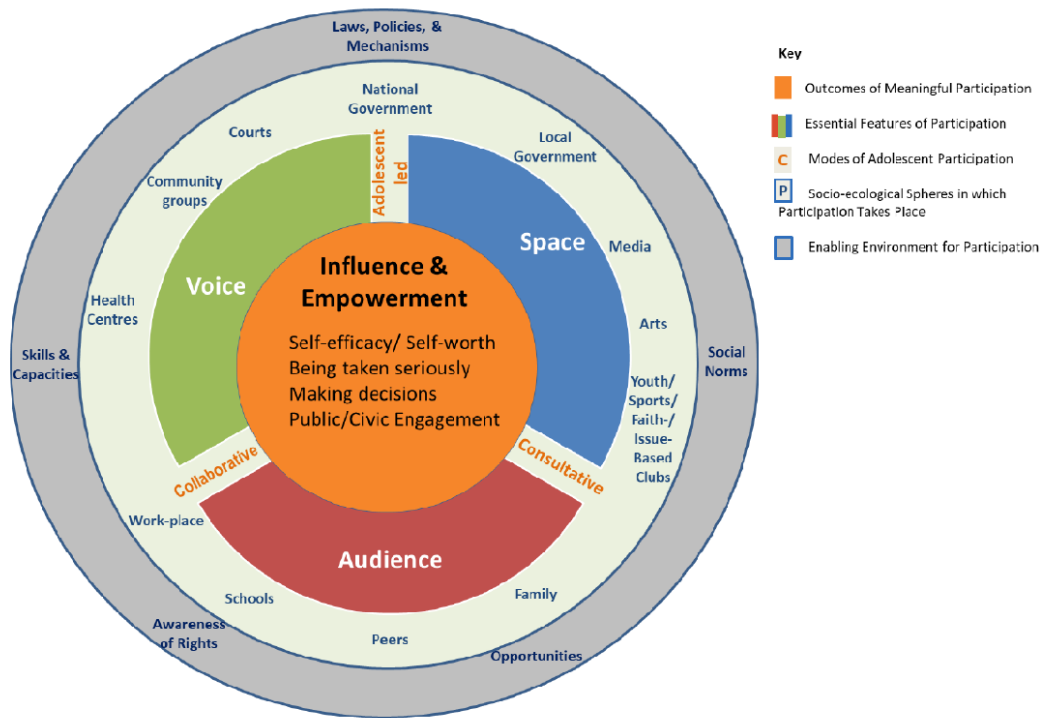 Laws, Policies, &
Mechanisms
National
Government
Courts
Local
Government
Community
groups
Adolescent
led
Space
Media
Voice
Influence &
Empowerment
Self-efficacy/ Self-worth
Being taken seriously
Making decisions
Public/Civic Engagement
Health
Centres
Arts
Skills &
Capacities
Social
Norms
Youth/
Sports/
Faith-/
Issue-
Based
Clubs
Collaborative
Consultative
Work-place
Audience
Schools
Family
Peers
Awareness
of Rights
Opportunities
Key
Outcomes of Meaningful Participation
Essential Features of Participation
C Modes of Adolescent Participation
P Socio-ecological Spheres in which
Participation Takes Place
Enabling Environment for Participation